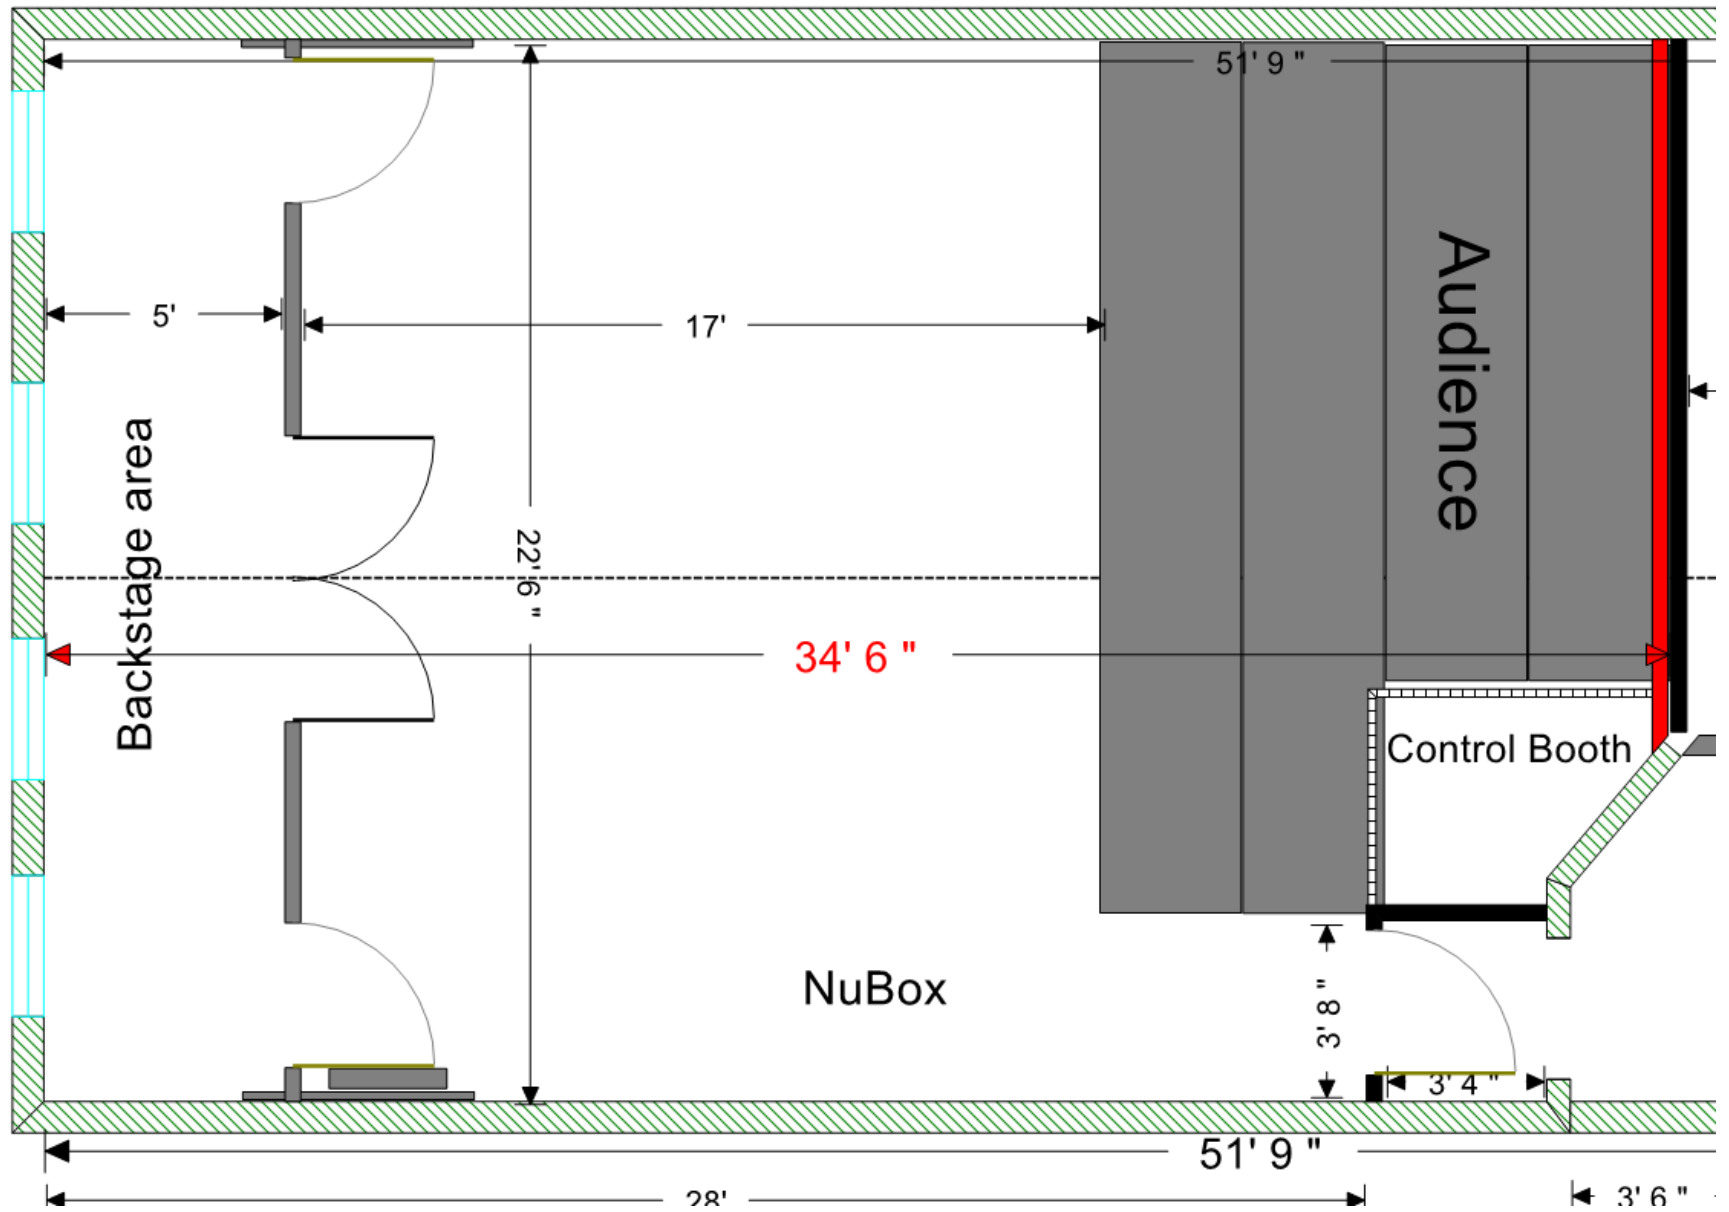 51' 9 "
5'
17'
Audience
Backstage area
22' 6 "
34' 6 "
Control Booth
NuBox
3' 8 "
3' 4 "
51' 9 "
28'
3' 6 "